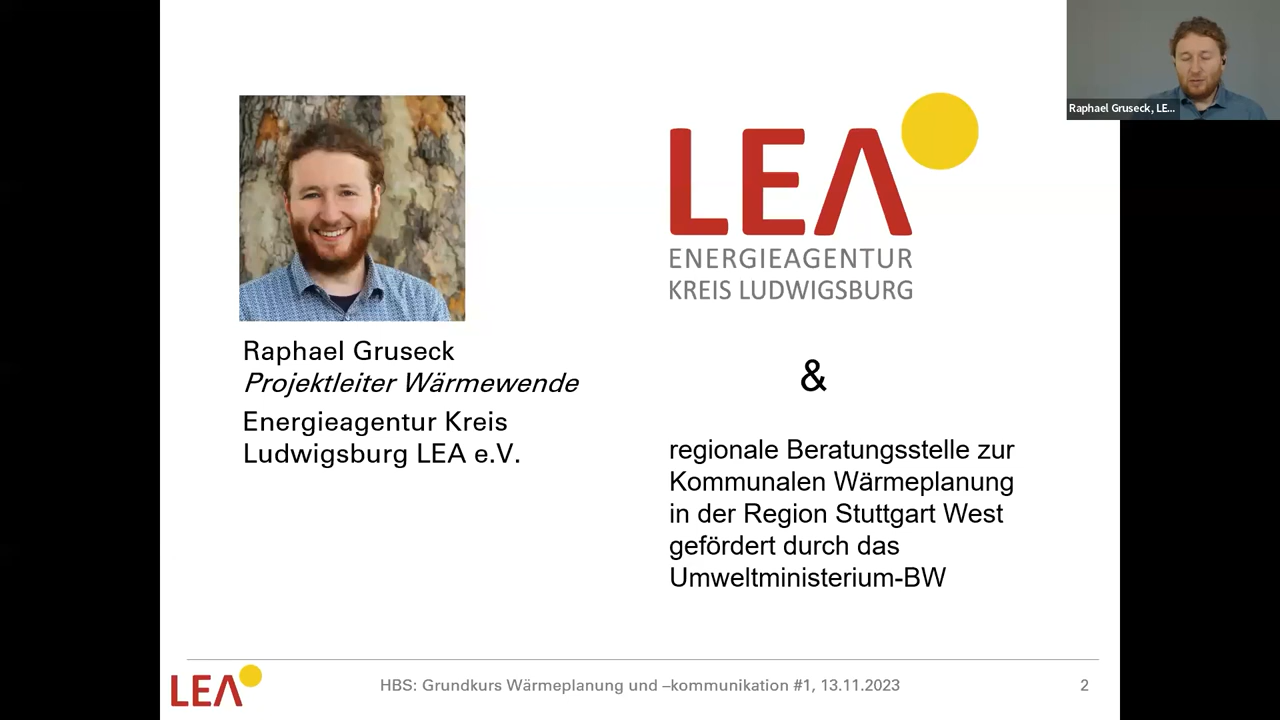 Raphael Gruseck, LE...
LEA
ENERGIEAGENTUR
KREIS LUDWIGSBURG
Raphael Gruseck
Projektleiter Wärmewende
Energieagentur Kreis
Ludwigsburg LEA e.V.
&
regionale Beratungsstelle zur
Kommunalen Wärmeplanung
in der Region Stuttgart West
gefördert durch das
Umweltministerium-BW
LEA
HBS: Grundkurs Wärmeplanung und –kommunikation #1, 13.11.2023
2